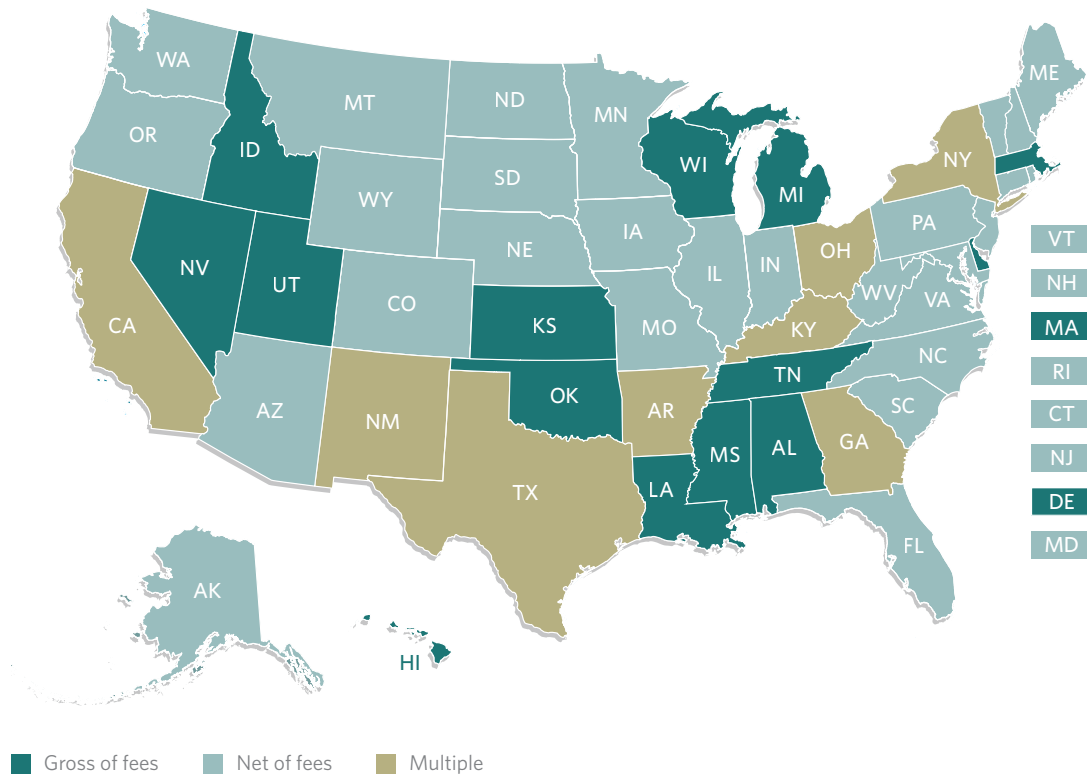 WA
MT
ND
MN
ME
OR
ID
SD
WI
MI
NY
WY
IA
PA
NE
NV
UT
CO
IL
IN
OH
WV
VA
CA
KS
MO
KY
NC
AZ
NM
OK
AR
TN
SC
TX
LA
MS
AL
GA
FL
AK
HI
VT
NH
MA
RI
CT
NJ
DE
MD
Gross of fees Net of fees Multiple